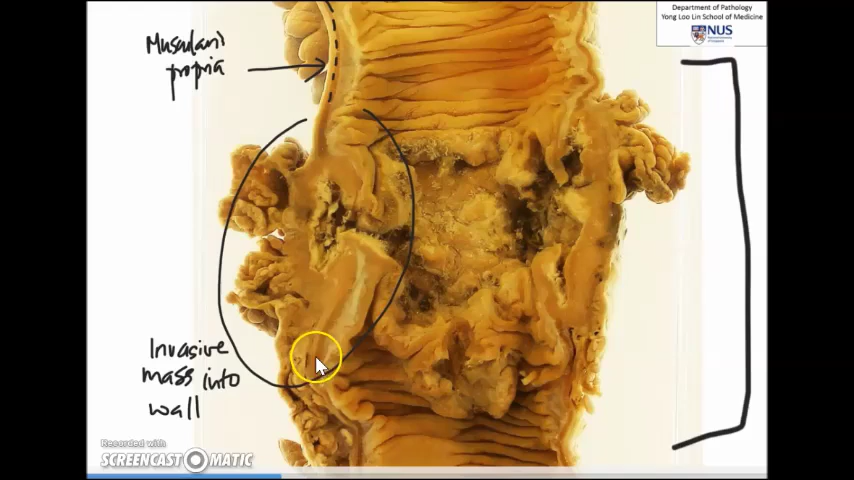 Department of Pathology
Yong Loo Lin School of Medicine
NUS
Muscularis
propria
Invasive
mass into
wall
Recorded with
SCREENCAST MATIC